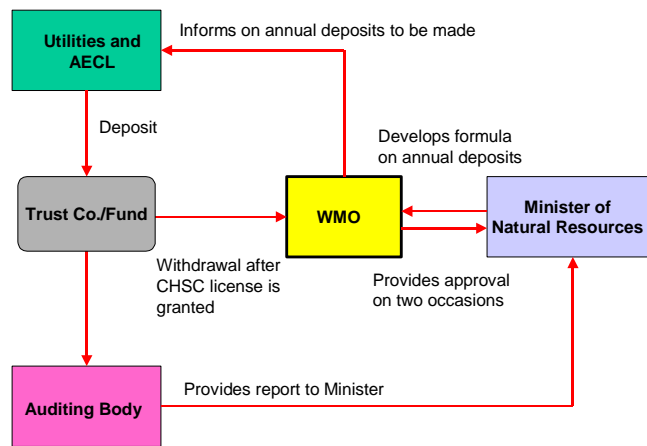 Informs on annual deposits to be made
Utilities and
AECL
Deposit
Develops formula
on annual deposits
Trust Co./Fund
WMO
Minister of
Natural Resources
Withdrawal after
CHSC license is
granted
Provides approval
on two occasions
Provides report to Minister
Auditing Body